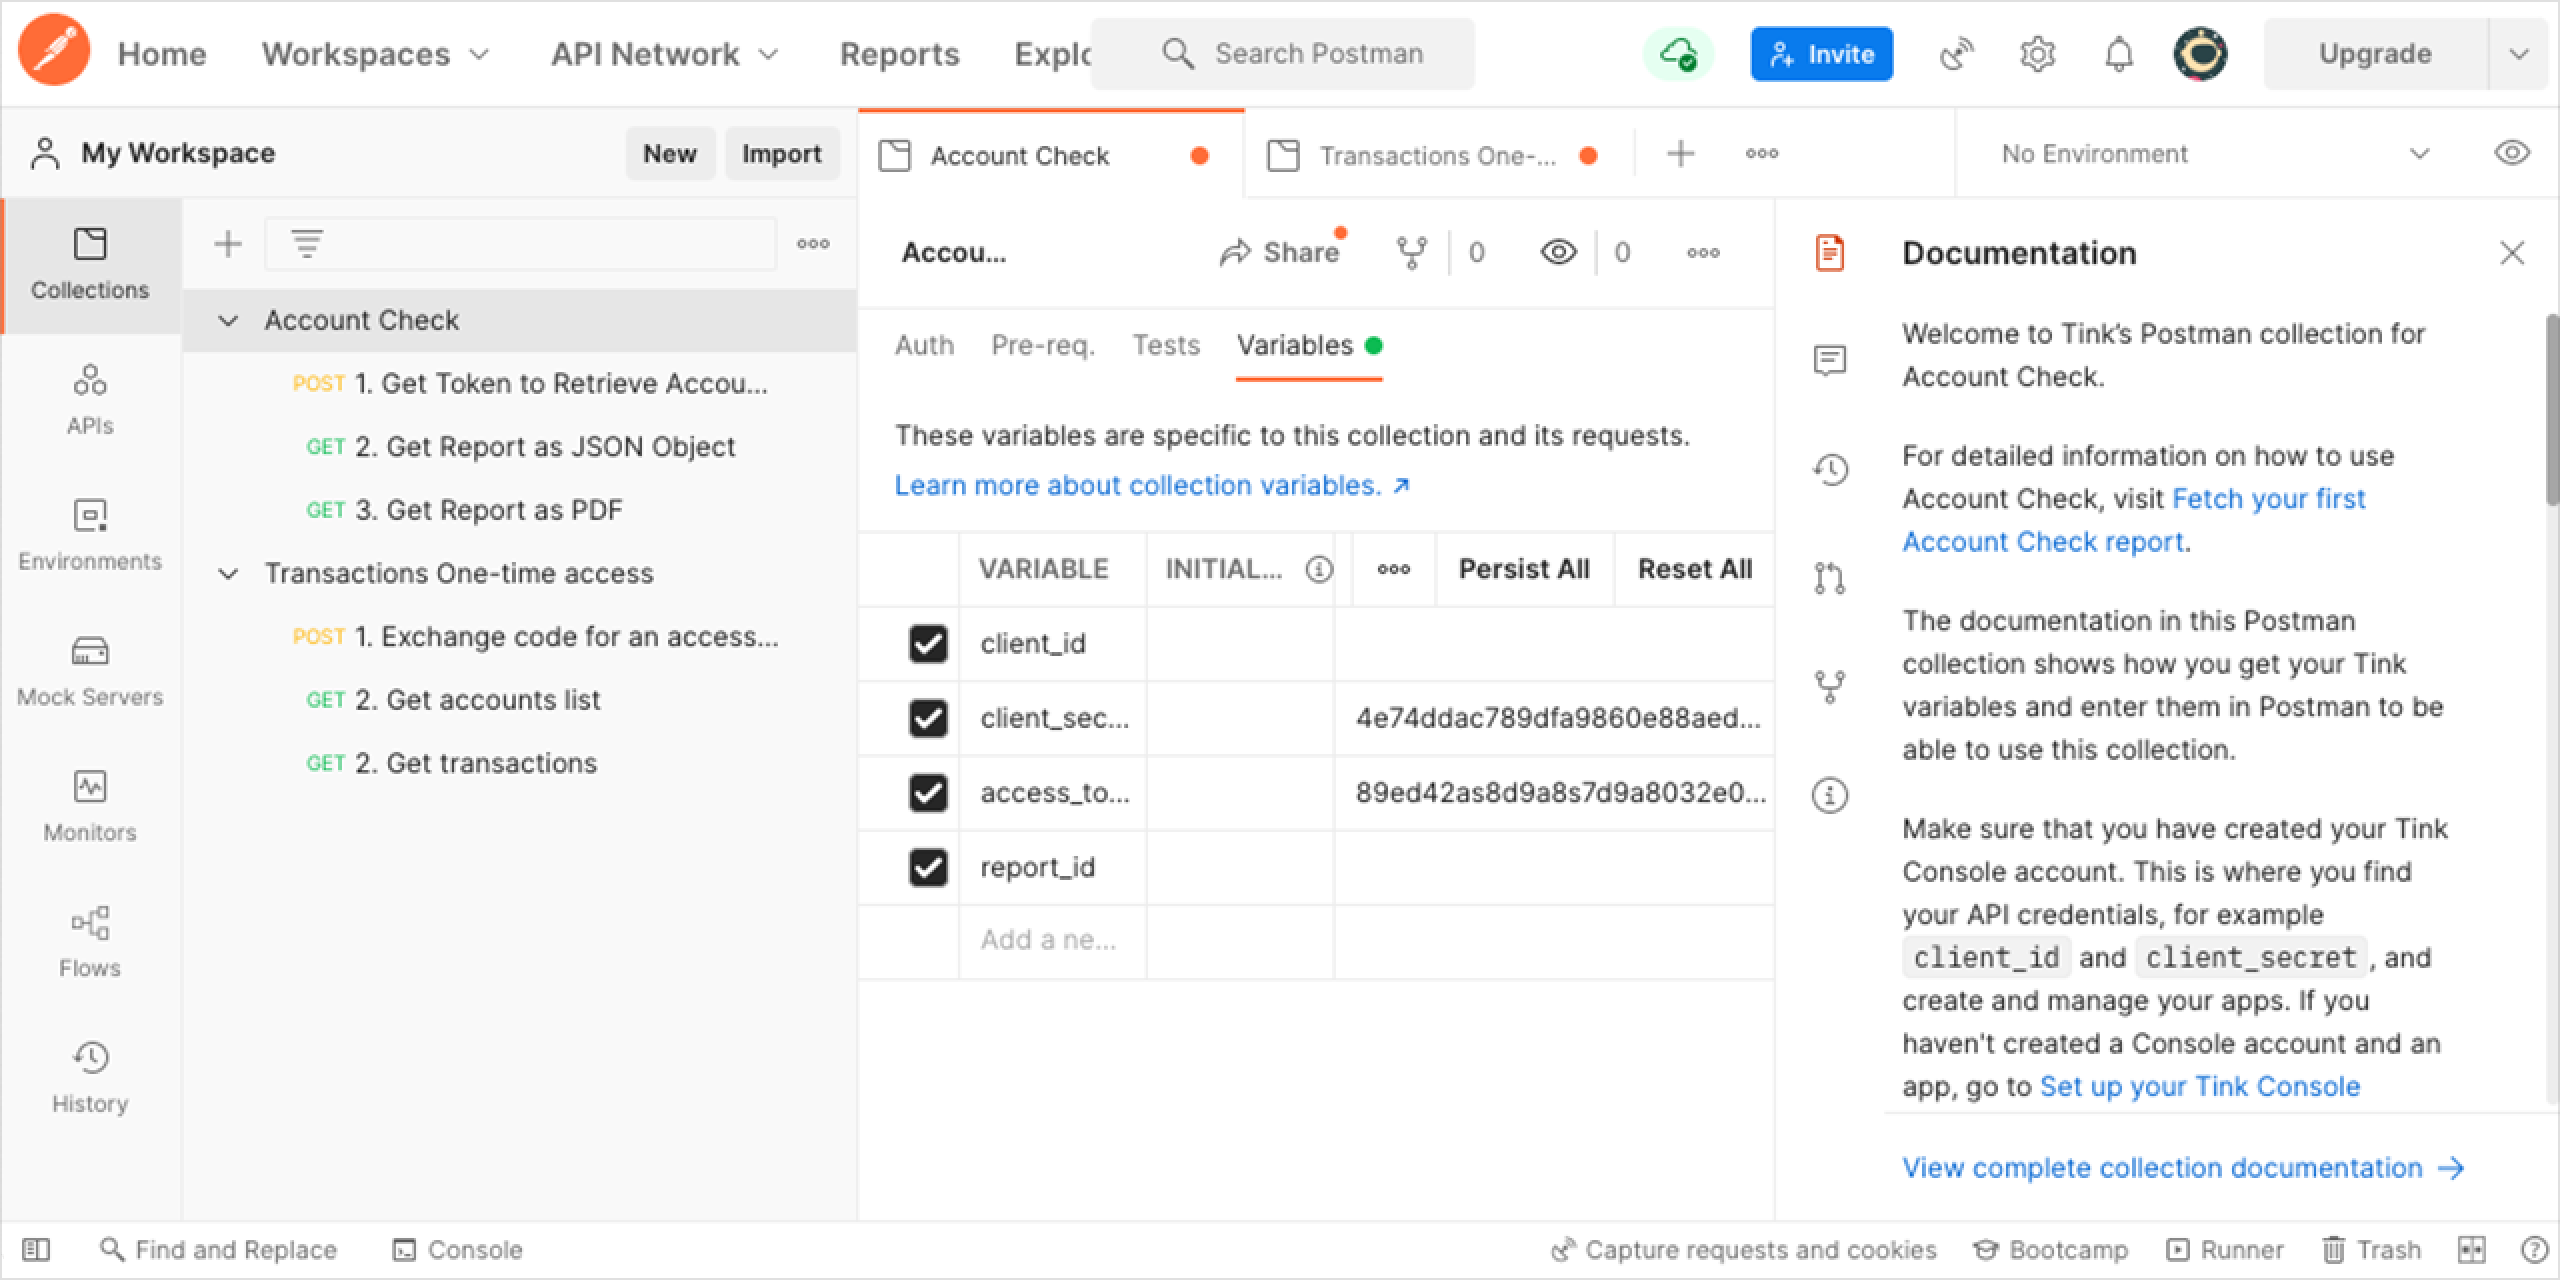 Home
Workspaces
API Network
Reports
Explo
Search Postman
Invite
Upgrade
My Workspace
New
Import
Account Check
Transactions One-...
No Environment
Collections
APIs
Environments
Mock Servers
Monitors
Flows
History
Account Check
POST 1. Get Token to Retrieve Accou...
GET 2. Get Report as JSON Object
GET 3. Get Report as PDF
Transactions One-time access
POST 1. Exchange code for an access...
GET 2. Get accounts list
GET 2. Get transactions
Accou...
Share
0
0
Auth
Pre-req.
Tests
Variables
These variables are specific to this collection and its requests.
Learn more about collection variables. ↗
VARIABLE
INITIAL...
Persist All
Reset All
client_id
client_sec...
4e74ddac789dfa9860e88aed...
access_to...
89ed42as8d9a8s7d9a8032e0...
report_id
Add a ne...
Documentation
Welcome to Tink’s Postman collection for
Account Check.
For detailed information on how to use
Account Check, visit Fetch your first
Account Check report.
The documentation in this Postman
collection shows how you get your Tink
variables and enter them in Postman to be
able to use this collection.
Make sure that you have created your Tink
Console account. This is where you find
your API credentials, for example
client_id and client_secret, and
create and manage your apps. If you
haven't created a Console account and an
app, go to Set up your Tink Console
View complete collection documentation →
Find and Replace
Console
Capture requests and cookies
Bootcamp
Runner
Trash